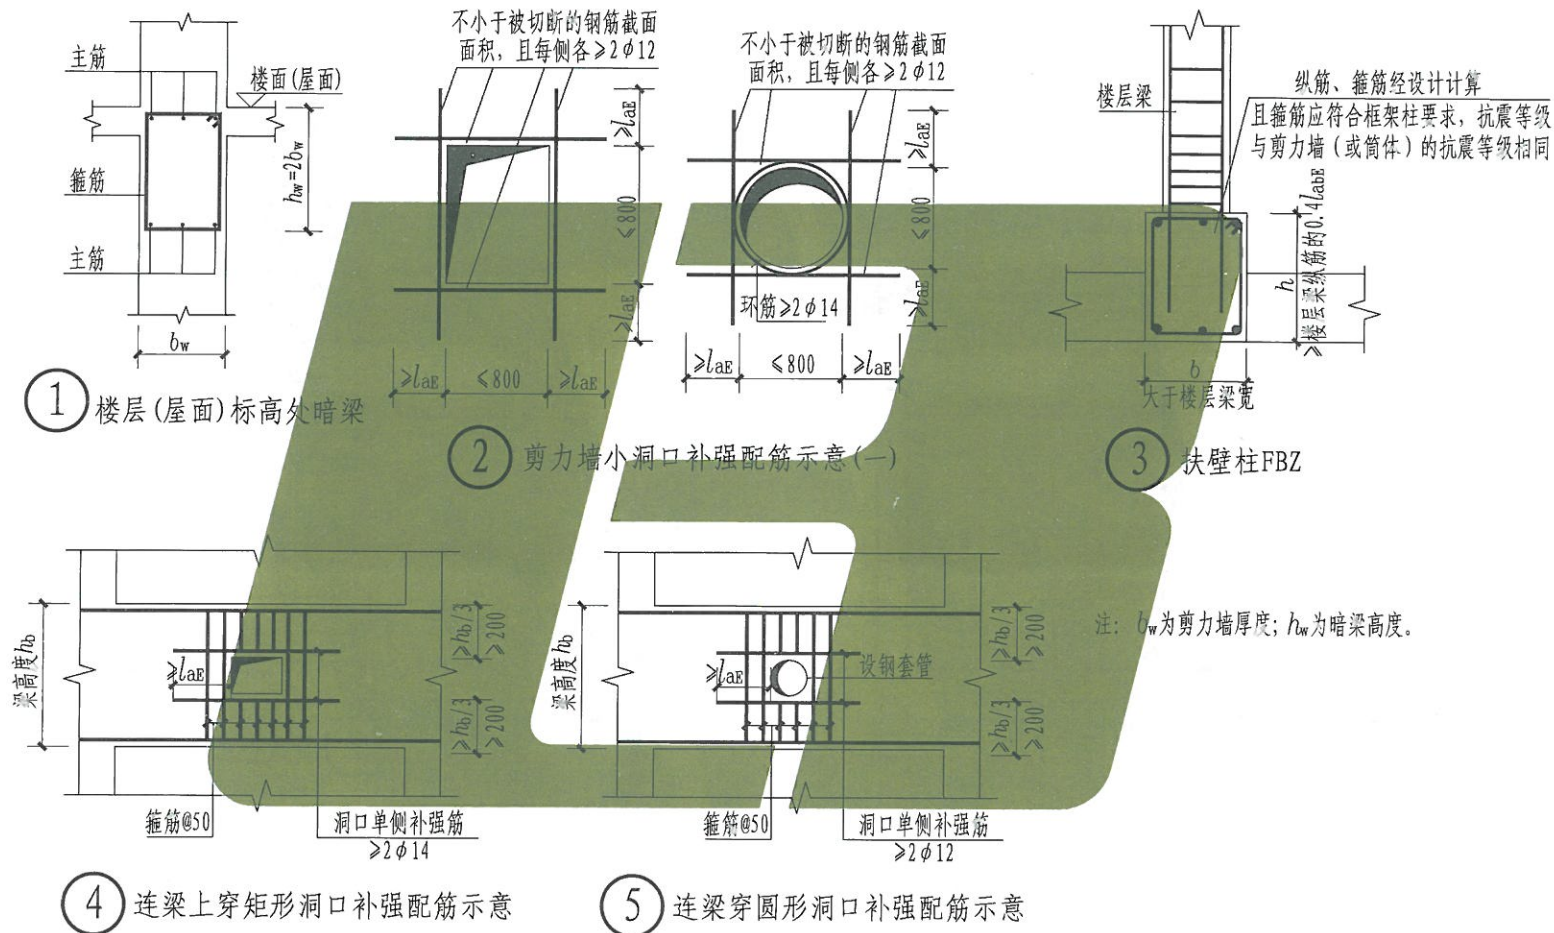 主筋
楼面(屋面)
箍筋
主筋
hw=2bw
bw
① 楼层(屋面)标高处暗梁
不小于被切断的钢筋截面
面积, 且每侧各≥2φ12
≥laE
≤800
≥laE
≥laE
≤800
≥laE
不小于被切断的钢筋截面
面积, 且每侧各≥2φ12
≥laE
≤800
≥laE
环筋≥2φ14
≥laE
≤800
≥laE
② 剪力墙小洞口补强配筋示意(一)
楼层梁
纵筋、箍筋经设计计算
且箍筋应符合框架柱要求, 抗震等级
与剪力墙(或筒体)的抗震等级相同
h
≥楼层梁纵筋的0.4labE
b
大于楼层梁宽
③ 扶壁柱FBZ
梁高度hb
≥laE
≥hb/3
≥200
≥hb/3
≥200
箍筋@50
洞口单侧补强筋
≥2φ14
④ 连梁上穿矩形洞口补强配筋示意
梁高度hb
≥laE
设钢套管
≥hb/3
≥200
≥hb/3
≥200
箍筋@50
洞口单侧补强筋
≥2φ12
⑤ 连梁穿圆形洞口补强配筋示意
注: bw为剪力墙厚度; hw为暗梁高度。